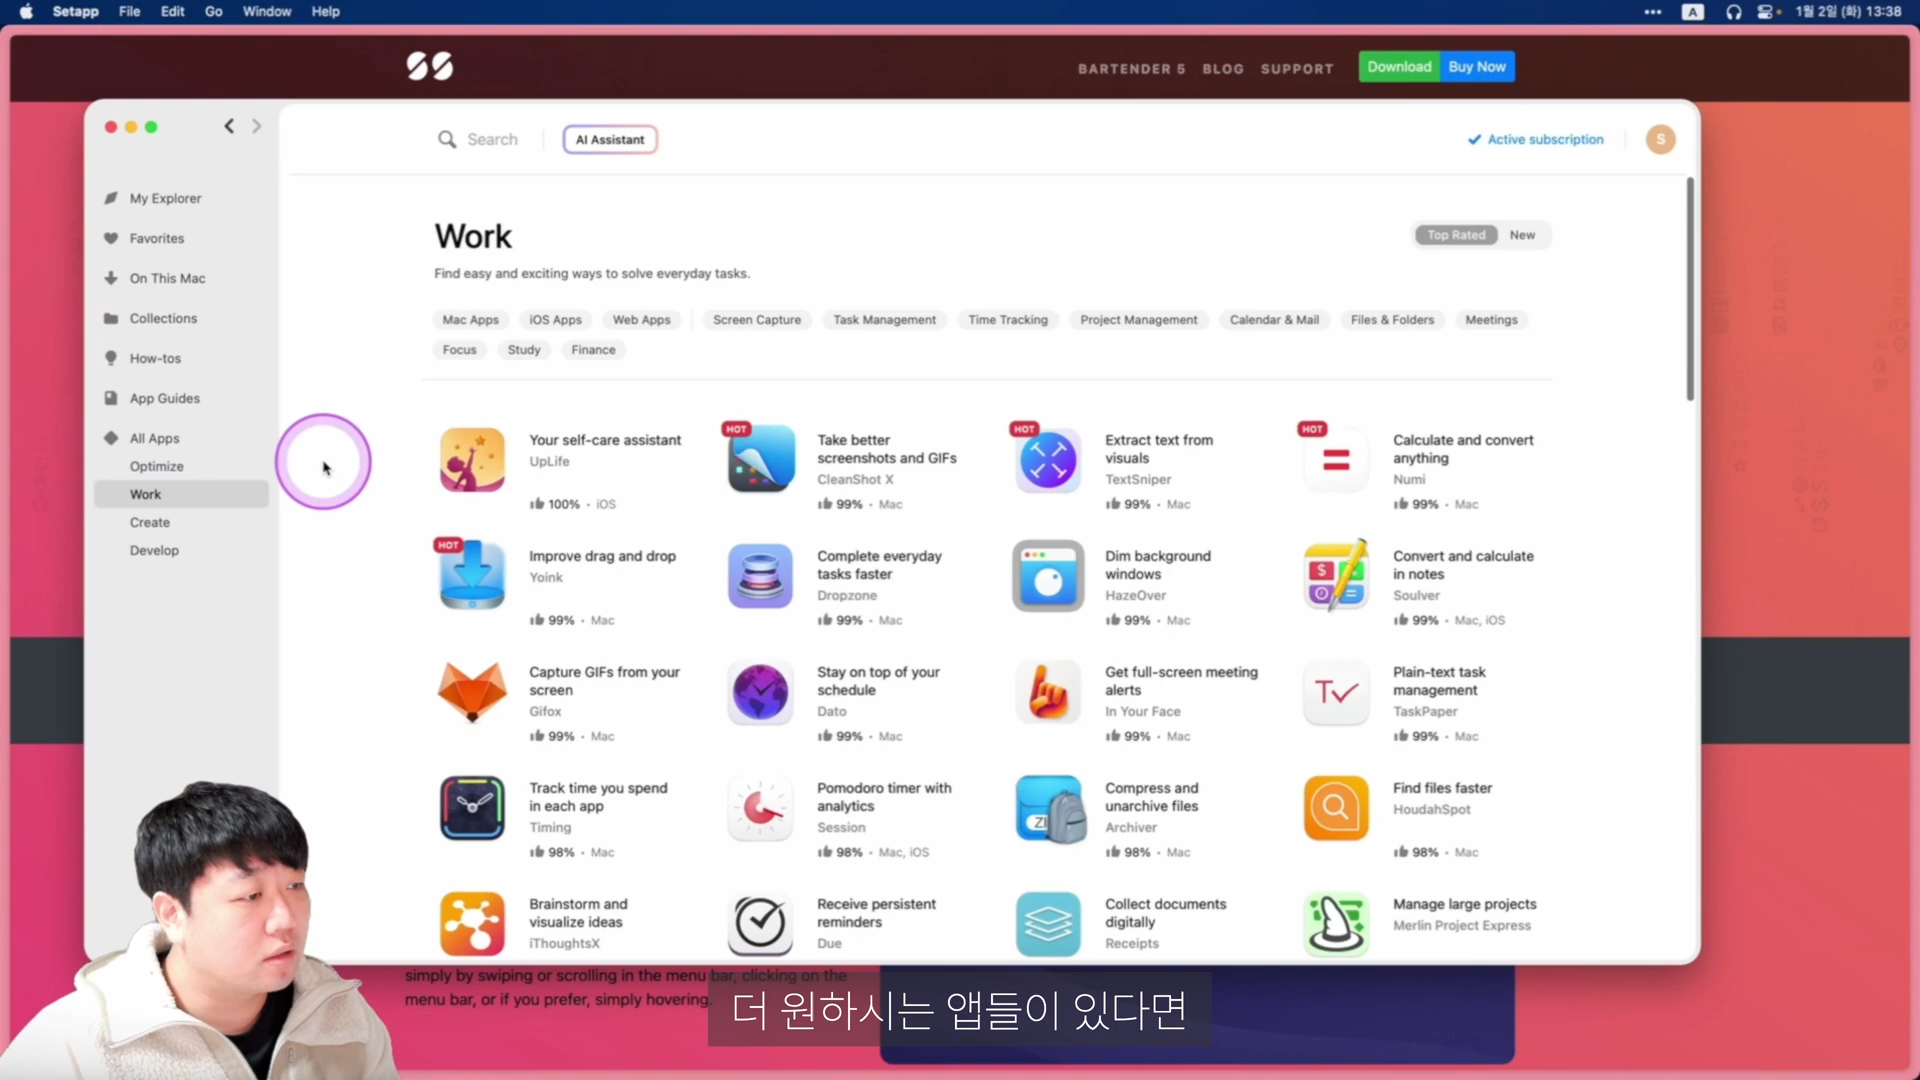 Setapp File Edit Go Window Help
A 1월 2일 (화) 13:38
BARTENDER 5 BLOG SUPPORT Download Buy Now
Search AI Assistant Active subscription S
My Explorer
Favorites
On This Mac
Collections
How-tos
App Guides
All Apps
Optimize
Work
Create
Develop
Work
Top Rated New
Find easy and exciting ways to solve everyday tasks.
Mac Apps iOS Apps Web Apps Screen Capture Task Management Time Tracking Project Management Calendar & Mail Files & Folders Meetings
Focus Study Finance
Your self-care assistant
UpLife
100% · iOS
HOT
Take better
screenshots and GIFs
CleanShot X
99% · Mac
HOT
Extract text from
visuals
TextSniper
99% · Mac
HOT
Calculate and convert
anything
Numi
99% · Mac
HOT
Improve drag and drop
Yoink
99% · Mac
Complete everyday
tasks faster
Dropzone
99% · Mac
Dim background
windows
HazeOver
99% · Mac
Convert and calculate
in notes
Soulver
99% · Mac, iOS
Capture GIFs from your
screen
Gifox
99% · Mac
Stay on top of your
schedule
Dato
99% · Mac
Get full-screen meeting
alerts
In Your Face
99% · Mac
Plain-text task
management
TaskPaper
99% · Mac
Track time you spend
in each app
Timing
98% · Mac
Pomodoro timer with
analytics
Session
98% · Mac, iOS
ZI
Compress and
unarchive files
Archiver
98% · Mac
Find files faster
HoudahSpot
98% · Mac
Brainstorm and
visualize ideas
iThoughtsX
Receive persistent
reminders
Due
Collect documents
digitally
Receipts
Manage large projects
Merlin Project Express
simply by swiping or scrolling in the menu bar, clicking on the
menu bar, or if you prefer, simply hovering.
더 원하시는 앱들이 있다면